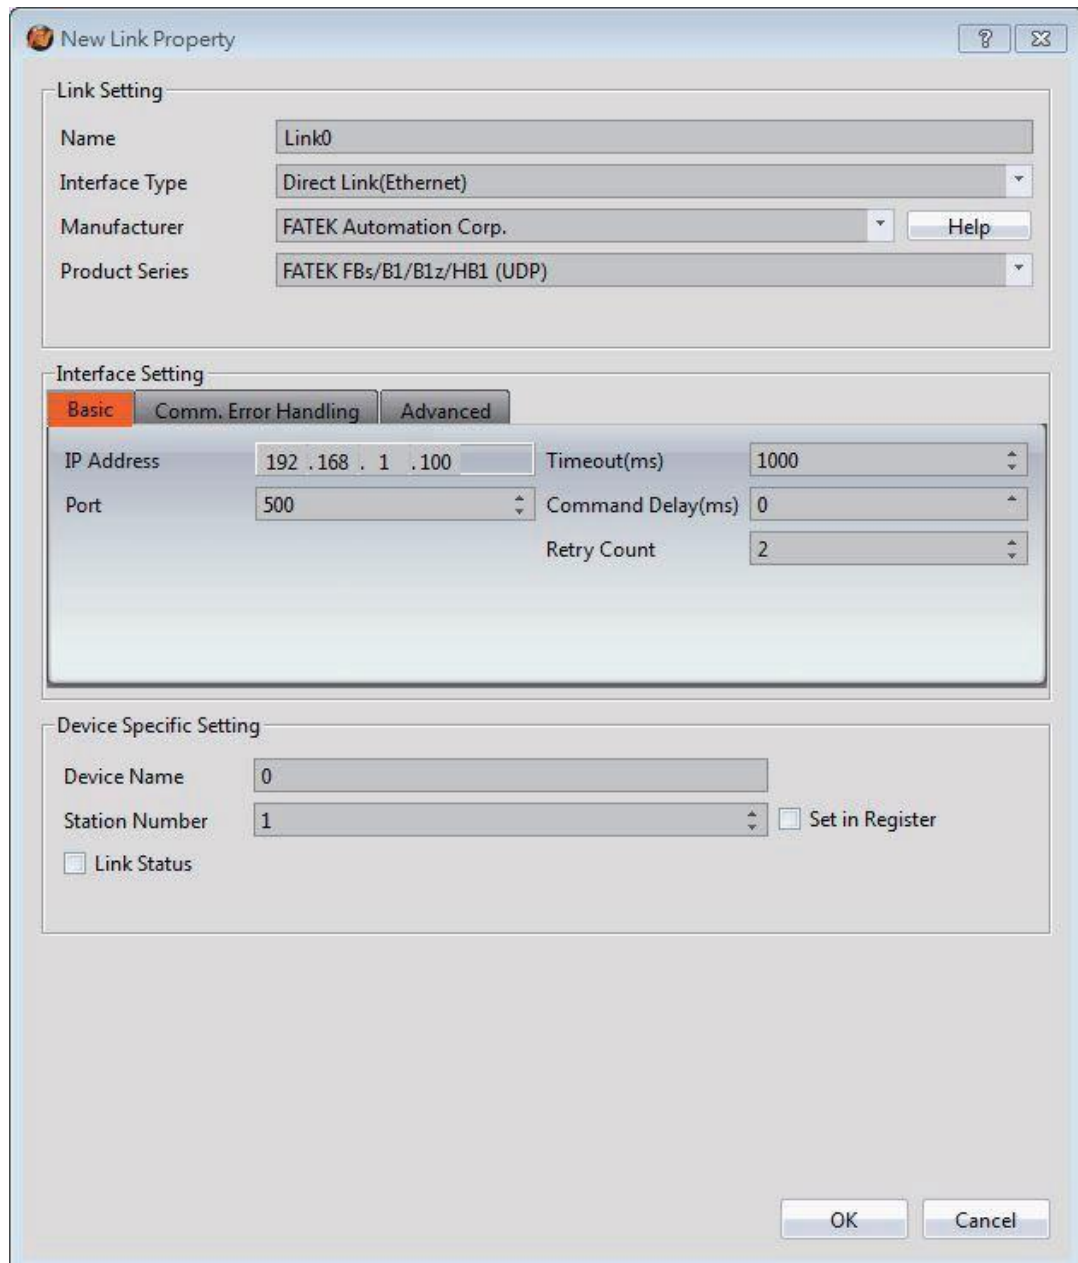 New Link Property
Link Setting
Name Link0
Interface Type Direct Link(Ethernet)
Manufacturer FATEK Automation Corp. Help
Product Series FATEK FBs/B1/B1z/HB1 (UDP)
Interface Setting
Basic Comm. Error Handling Advanced
IP Address 192 .168 . 1 .100 Timeout(ms) 1000
Port 500 Command Delay(ms) 0
Retry Count 2
Device Specific Setting
Device Name 0
Station Number 1 Set in Register
Link Status
OK Cancel